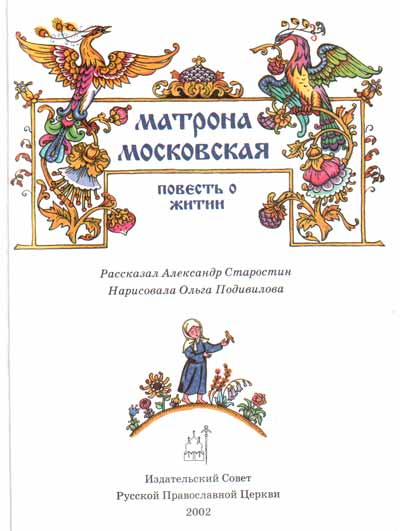 МАТРОНА
МОСКОВСКАЯ
ПОВЕСТЬ О
ЖИТИИ
Рассказал Александр Старостин
Нарисовала Ольга Подивилова
Издательский Совет
Русской Православной Церкви
2002